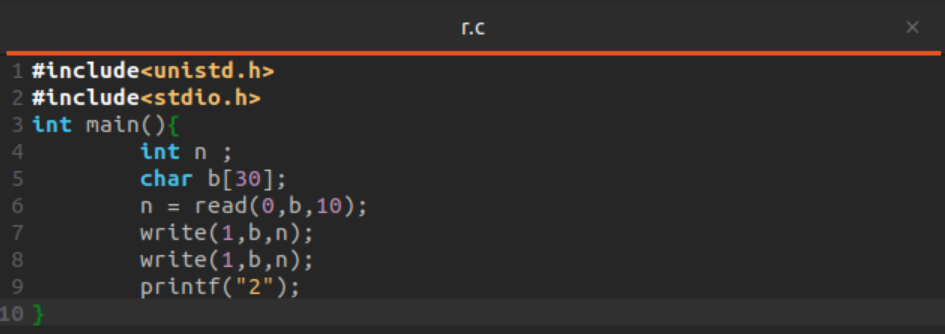 r.c ×
1 #include<unistd.h>
2 #include<stdio.h>
3 int main(){
4         int n ;
5         char b[30];
6         n = read(0,b,10);
7         write(1,b,n);
8         write(1,b,n);
9         printf("2");
10 }